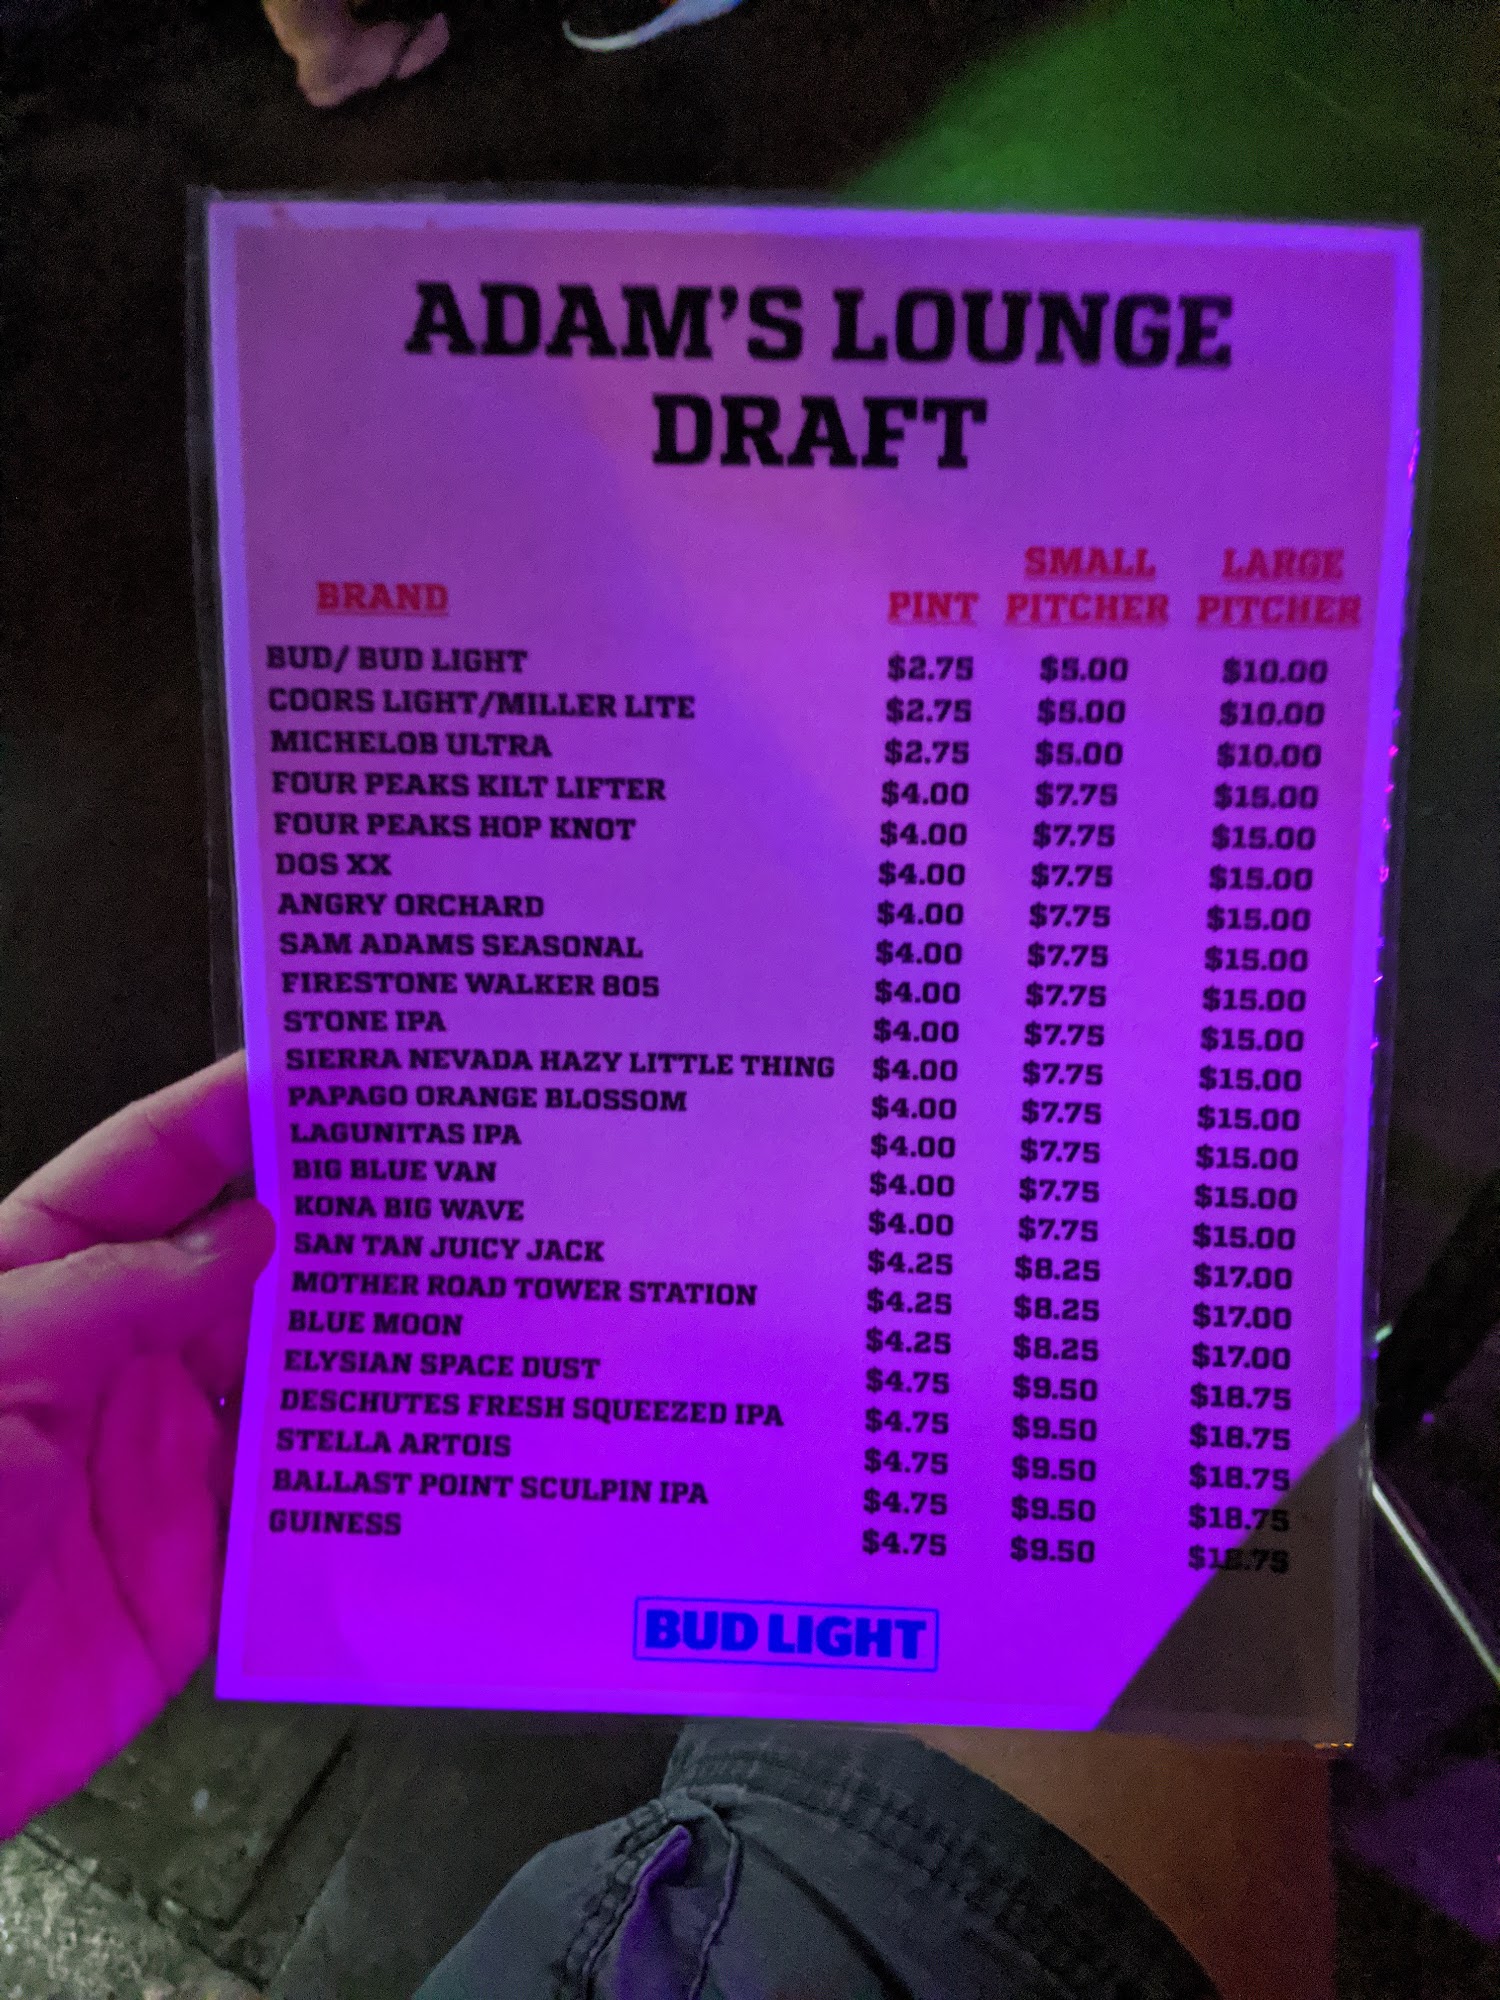 ADAM'S LOUNGE
DRAFT
BRAND PINT SMALL PITCHER LARGE PITCHER
BUD/ BUD LIGHT $2.75 $5.00 $10.00
COORS LIGHT/MILLER LITE $2.75 $5.00 $10.00
MICHELOB ULTRA $2.75 $5.00 $10.00
FOUR PEAKS KILT LIFTER $4.00 $7.75 $15.00
FOUR PEAKS HOP KNOT $4.00 $7.75 $15.00
DOS XX $4.00 $7.75 $15.00
ANGRY ORCHARD $4.00 $7.75 $15.00
SAM ADAMS SEASONAL $4.00 $7.75 $15.00
FIRESTONE WALKER 805 $4.00 $7.75 $15.00
STONE IPA $4.00 $7.75 $15.00
SIERRA NEVADA HAZY LITTLE THING $4.00 $7.75 $15.00
PAPAGO ORANGE BLOSSOM $4.00 $7.75 $15.00
LAGUNITAS IPA $4.00 $7.75 $15.00
BIG BLUE VAN $4.00 $7.75 $15.00
KONA BIG WAVE $4.00 $7.75 $15.00
SAN TAN JUICY JACK $4.25 $8.25 $17.00
MOTHER ROAD TOWER STATION $4.25 $8.25 $17.00
BLUE MOON $4.25 $8.25 $17.00
ELYSIAN SPACE DUST $4.75 $9.50 $18.75
DESCHUTES FRESH SQUEEZED IPA $4.75 $9.50 $18.75
STELLA ARTOIS $4.75 $9.50 $18.75
BALLAST POINT SCULPIN IPA $4.75 $9.50 $18.75
GUINESS $4.75 $9.50 $18.75
BUD LIGHT